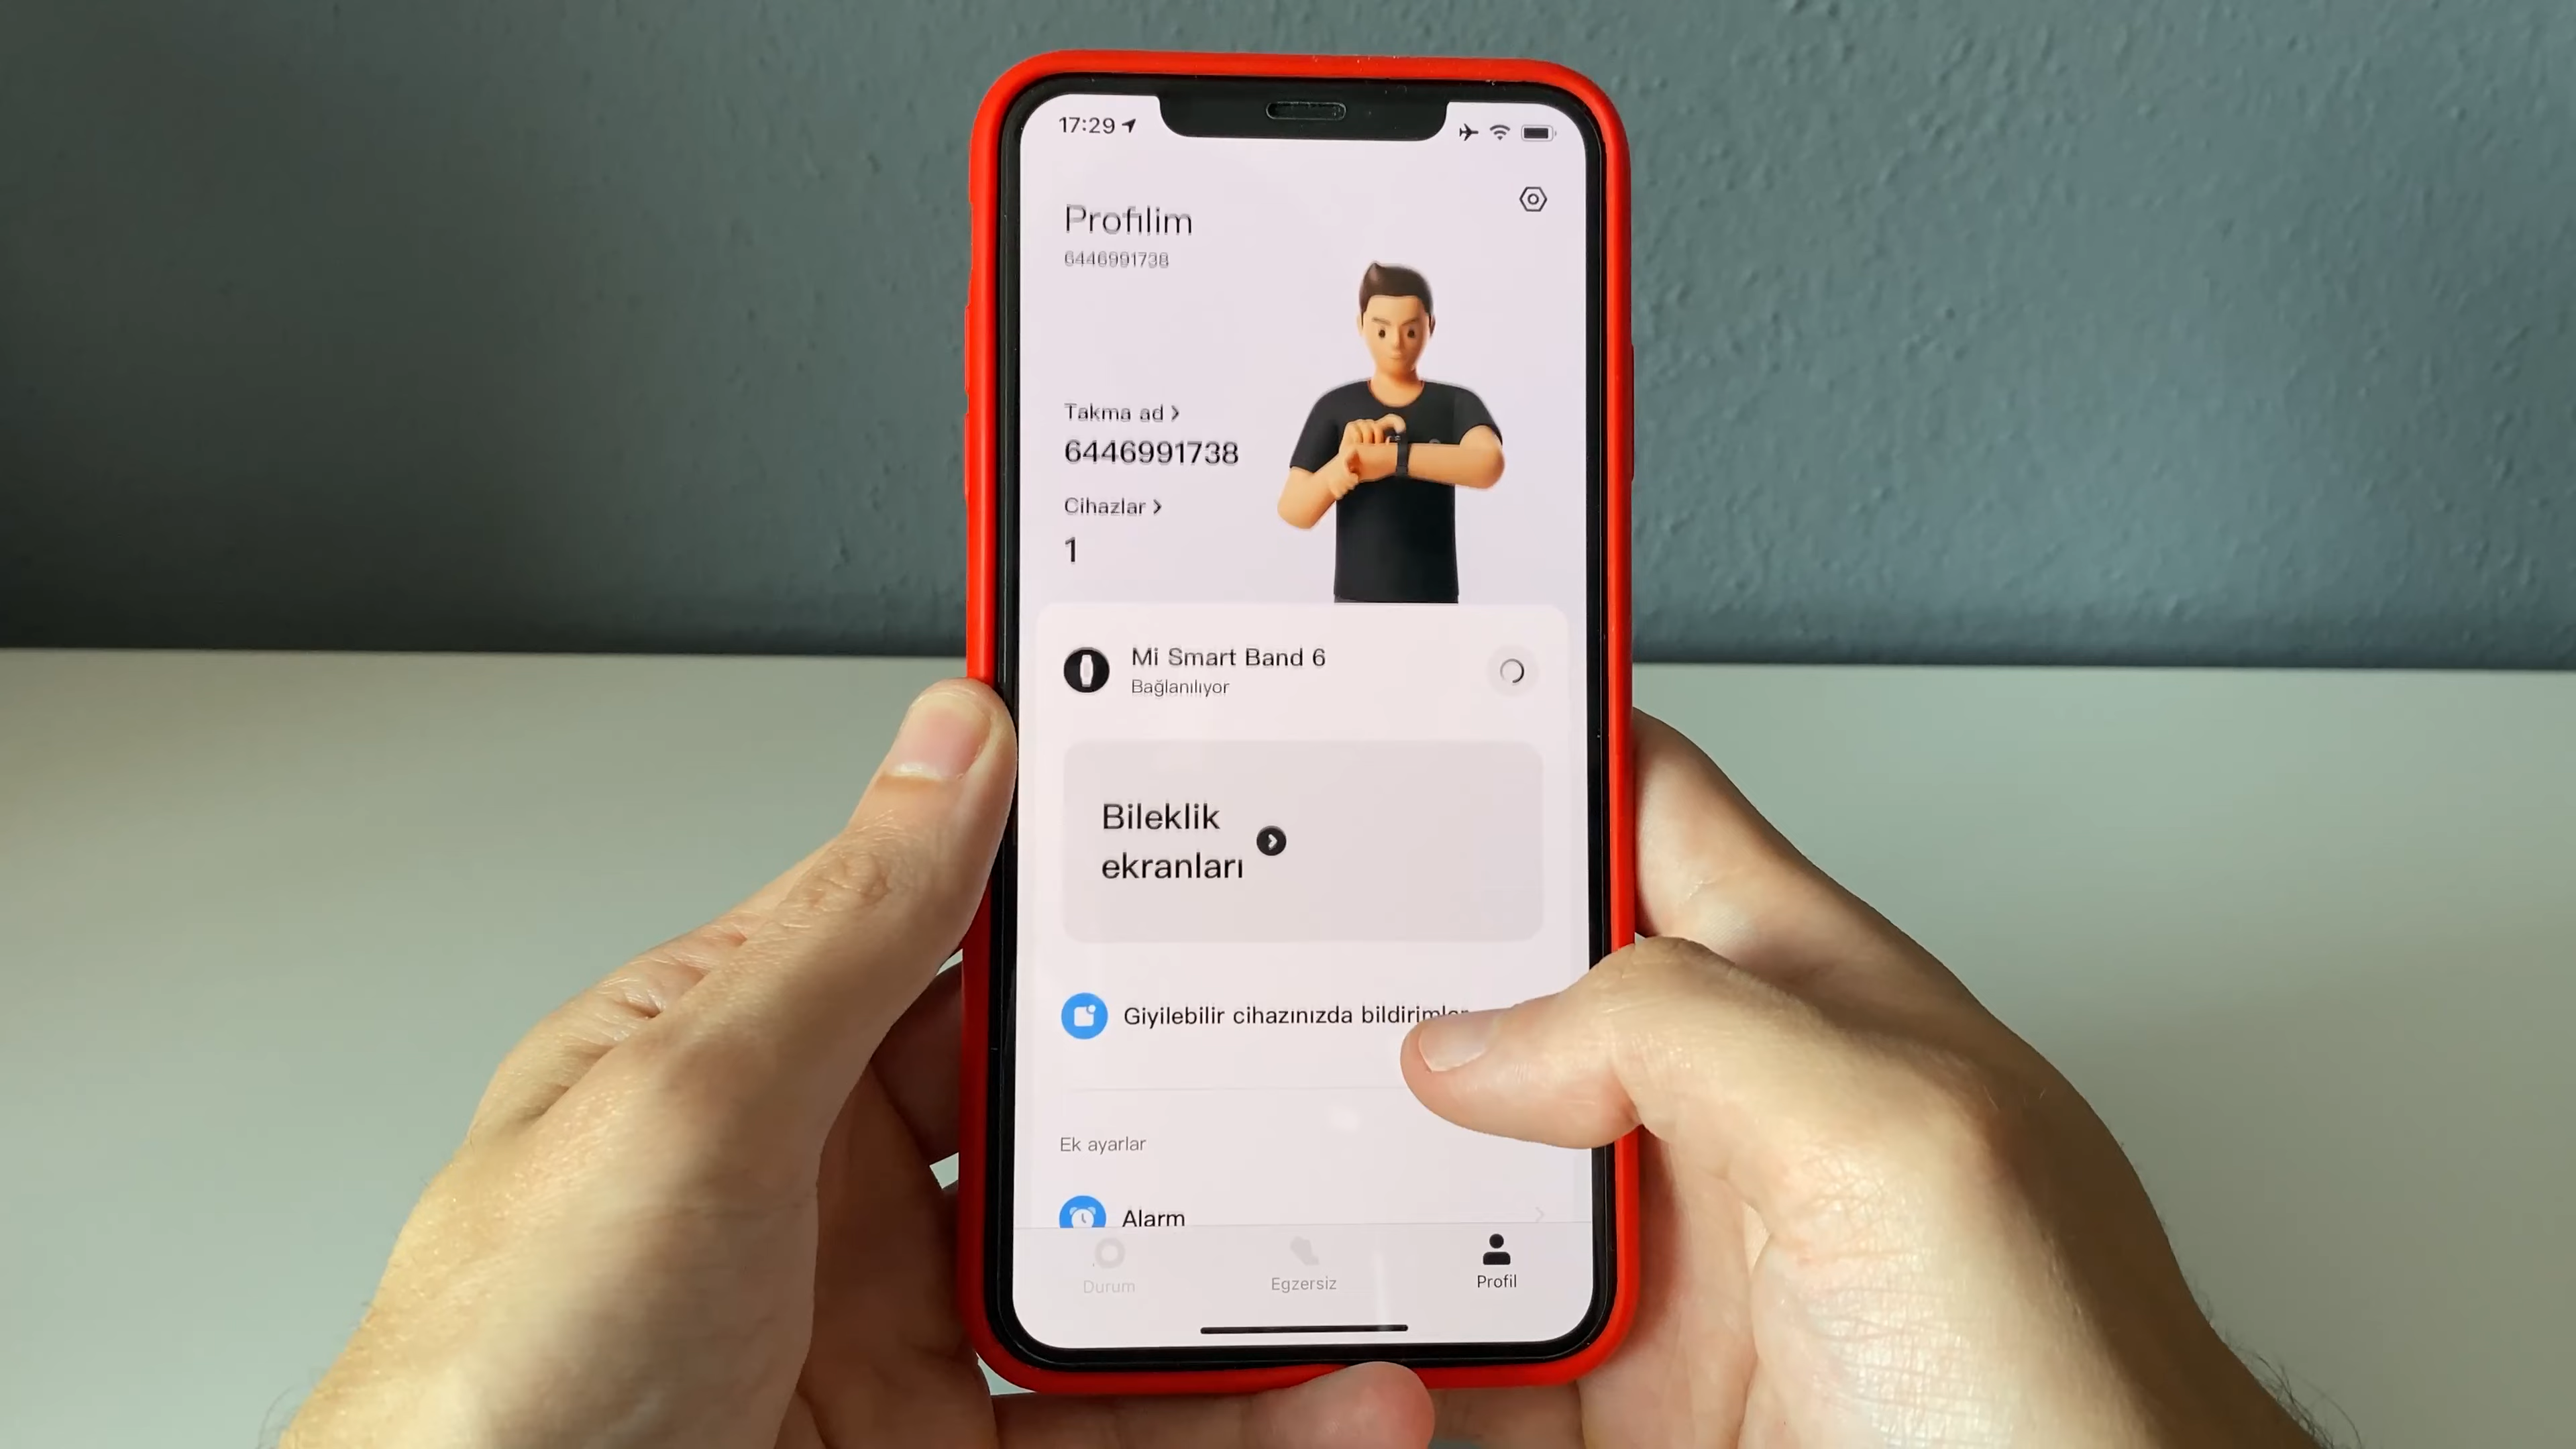 17:29
Profilim
6446991738
Takma ad
6446991738
Cihazlar
1
Mi Smart Band 6
Bağlanılıyor
Bileklik
ekranları
Giyilebilir cihazınızda bildirimler
Ek ayarlar
Alarm
Durum
Egzersiz
Profil